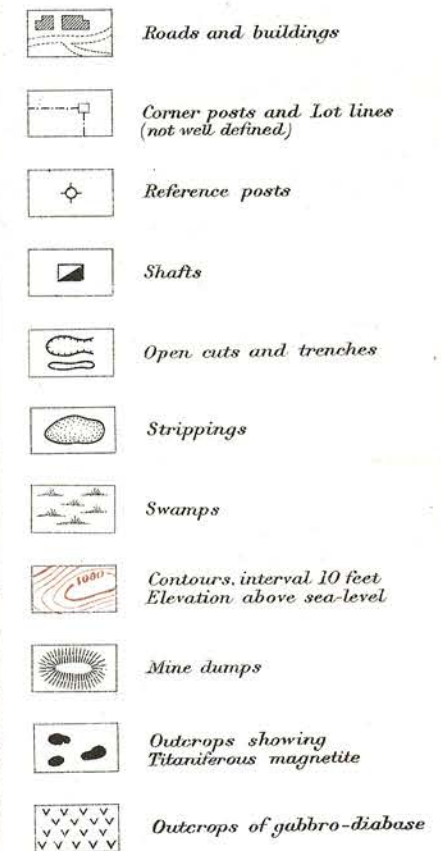 Roads and buildings
Corner posts and Lot lines
(not well defined)
Reference posts
Shafts
Open cuts and trenches
Strippings
Swamps
1080
Contours, interval 10 feet
Elevation above sea-level
Mine dumps
Outcrops showing
Titaniferous magnetite
Outcrops of gabbro-diabase